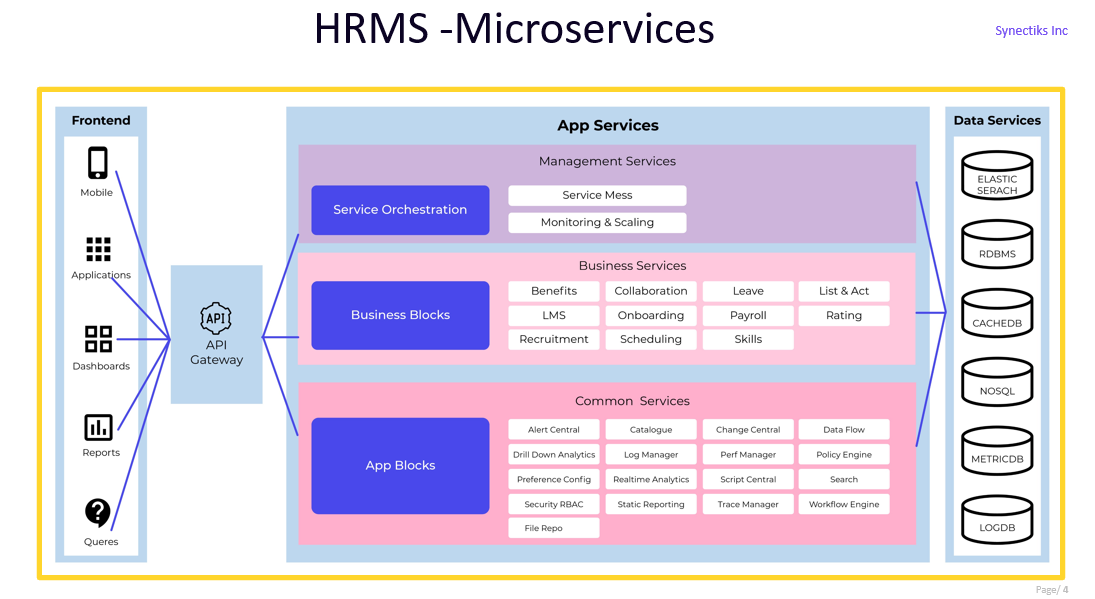 HRMS -Microservices
Synectiks Inc
Frontend
Mobile
Applications
Dashboards
Reports
Queres
API
API
Gateway
App Services
Management Services
Service Orchestration
Service Mess
Monitoring & Scaling
Business Services
Business Blocks
Benefits
Collaboration
Leave
List & Act
LMS
Onboarding
Payroll
Rating
Recruitment
Scheduling
Skills
Common Services
App Blocks
Alert Central
Catalogue
Change Central
Data Flow
Drill Down Analytics
Log Manager
Perf Manager
Policy Engine
Preference Config
Realtime Analytics
Script Central
Search
Security RBAC
Static Reporting
Trace Manager
Workflow Engine
File Repo
Data Services
ELASTIC
SERACH
RDBMS
CACHEDB
NOSQL
METRICDB
LOGDB
Page/ 4